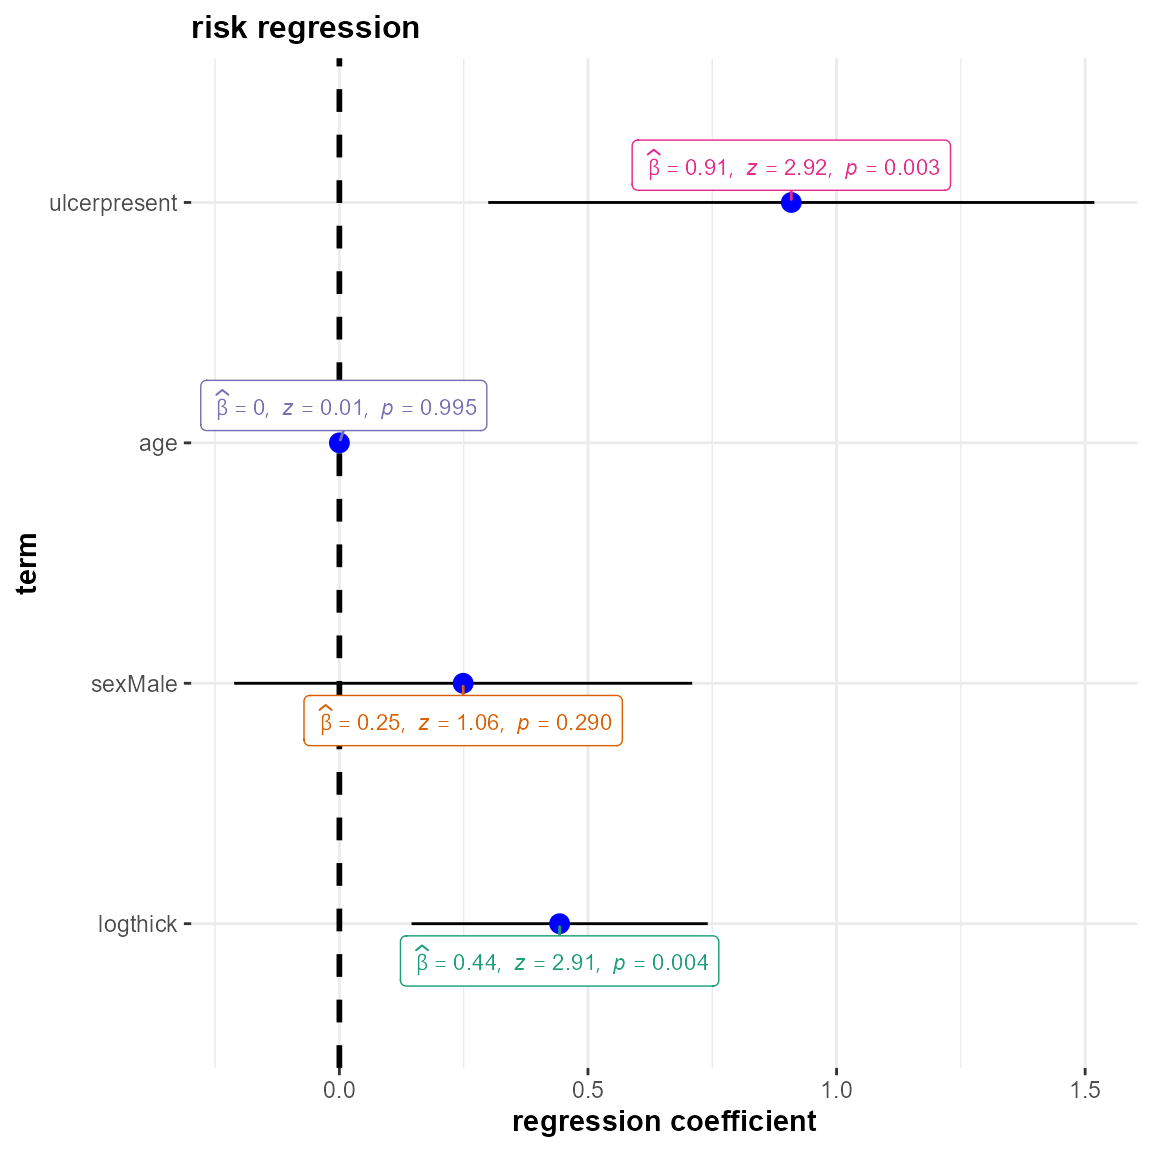 risk regression
β̂ = 0.91, z = 2.92, p = 0.003
ulcerpresent
β̂ = 0, z = 0.01, p = 0.995
age
term
sexMale
β̂ = 0.25, z = 1.06, p = 0.290
logthick
β̂ = 0.44, z = 2.91, p = 0.004
0.0 0.5 1.0 1.5
regression coefficient